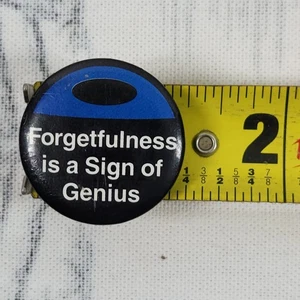 Forgetfulness
is a Sign of
Genius
2
1/4 3/8 1/2 5/8 3/4 7/8